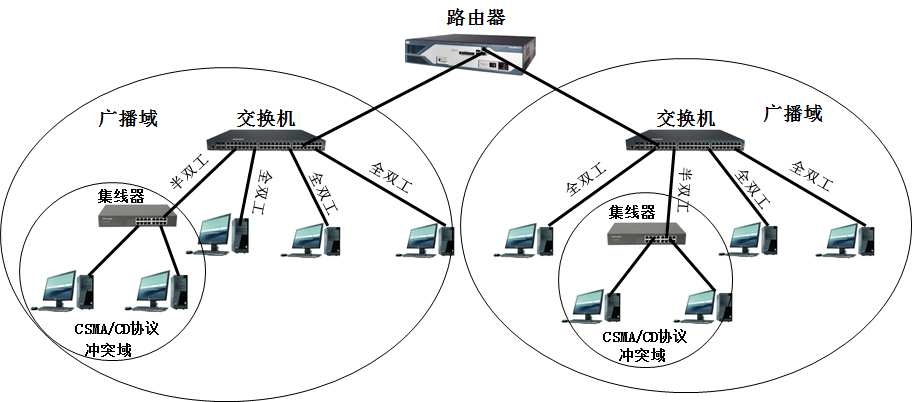 路由器
广播域
交换机
交换机
广播域
半双工
全双工
全双工
全双工
全双工
半双工
全双工
全双工
集线器
集线器
CSMA/CD协议
冲突域
CSMA/CD协议
冲突域